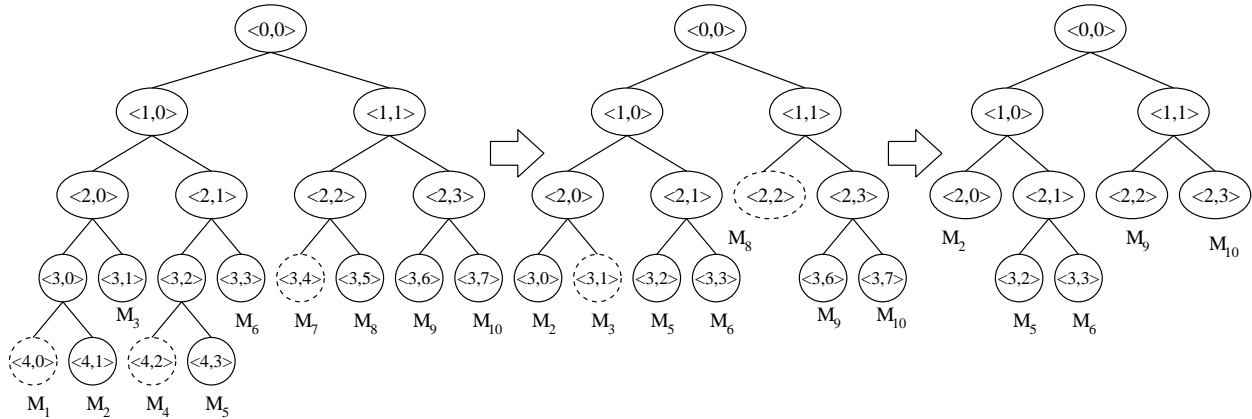 <0,0> <0,0> <0,0>
<1,0> <1,1> <1,0> <1,1> <1,0> <1,1>
<2,0> <2,1> <2,2> <2,3> <2,0> <2,1> <2,2> <2,3> <2,0> <2,1> <2,2> <2,3>
M8 M2 M9 M10
<3,0> <3,1> <3,2> <3,3> <3,4> <3,5> <3,6> <3,7> <3,0> <3,1> <3,2> <3,3> <3,6> <3,7> <3,2> <3,3>
M3 M6 M7 M8 M9 M10 M2 M3 M5 M6 M9 M10 M5 M6
<4,0> <4,1> <4,2> <4,3>
M1 M2 M4 M5